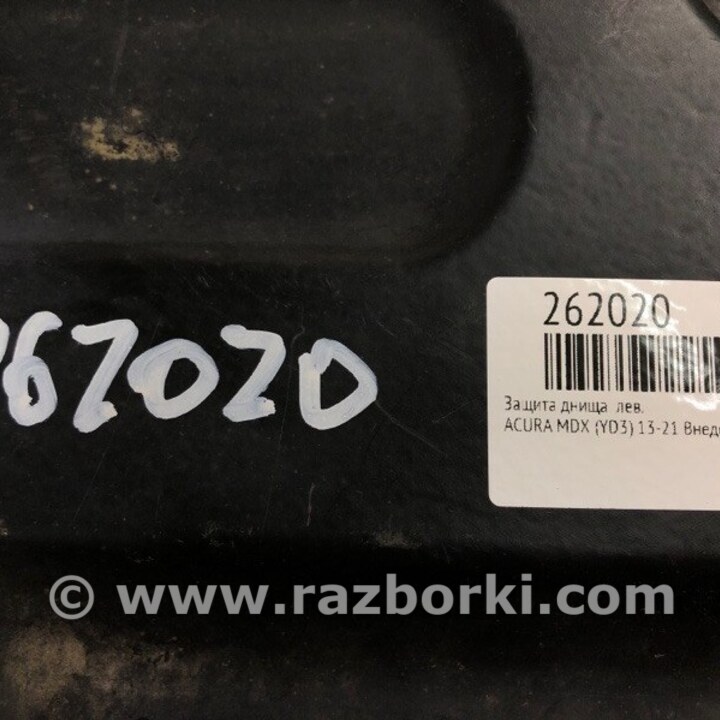 262020
262020
Защита днища лев.
ACURA MDX (YD3) 13-21
© www.razborki.com